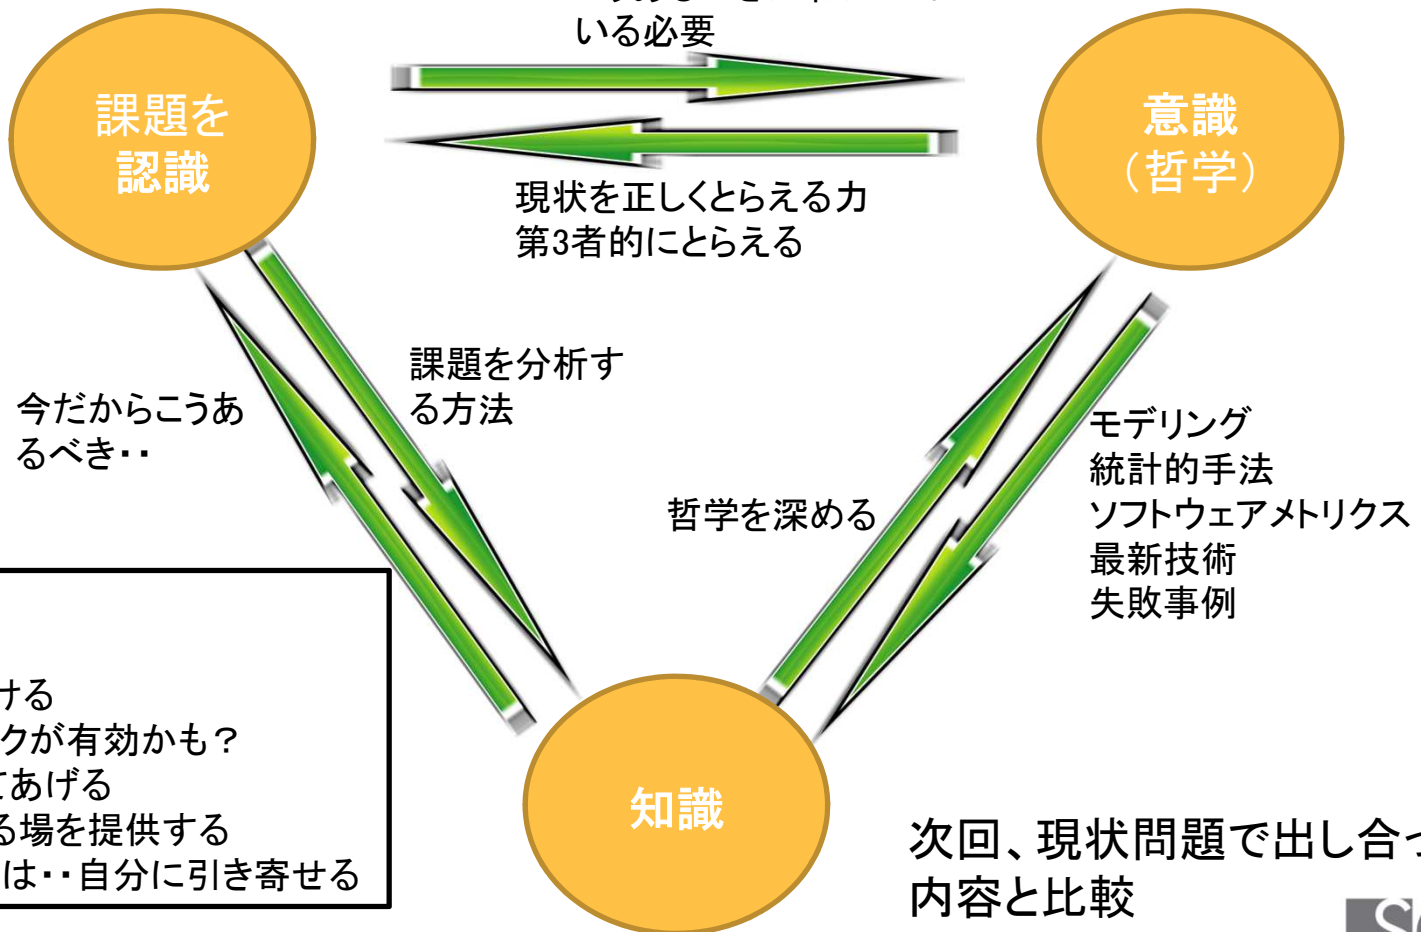 いる必要
課題を
認識
意識
（哲学）
現状を正しくとらえる力
第3者的にとらえる
課題を分析す
る方法
今だからこうあ
るべき・・
モデリング
統計的手法
ソフトウェアメトリクス
最新技術
失敗事例
哲学を深める
ける
クが有効かも？
てあげる
る場を提供する
は・・自分に引き寄せる
知識
次回、現状問題で出し合っ
内容と比較